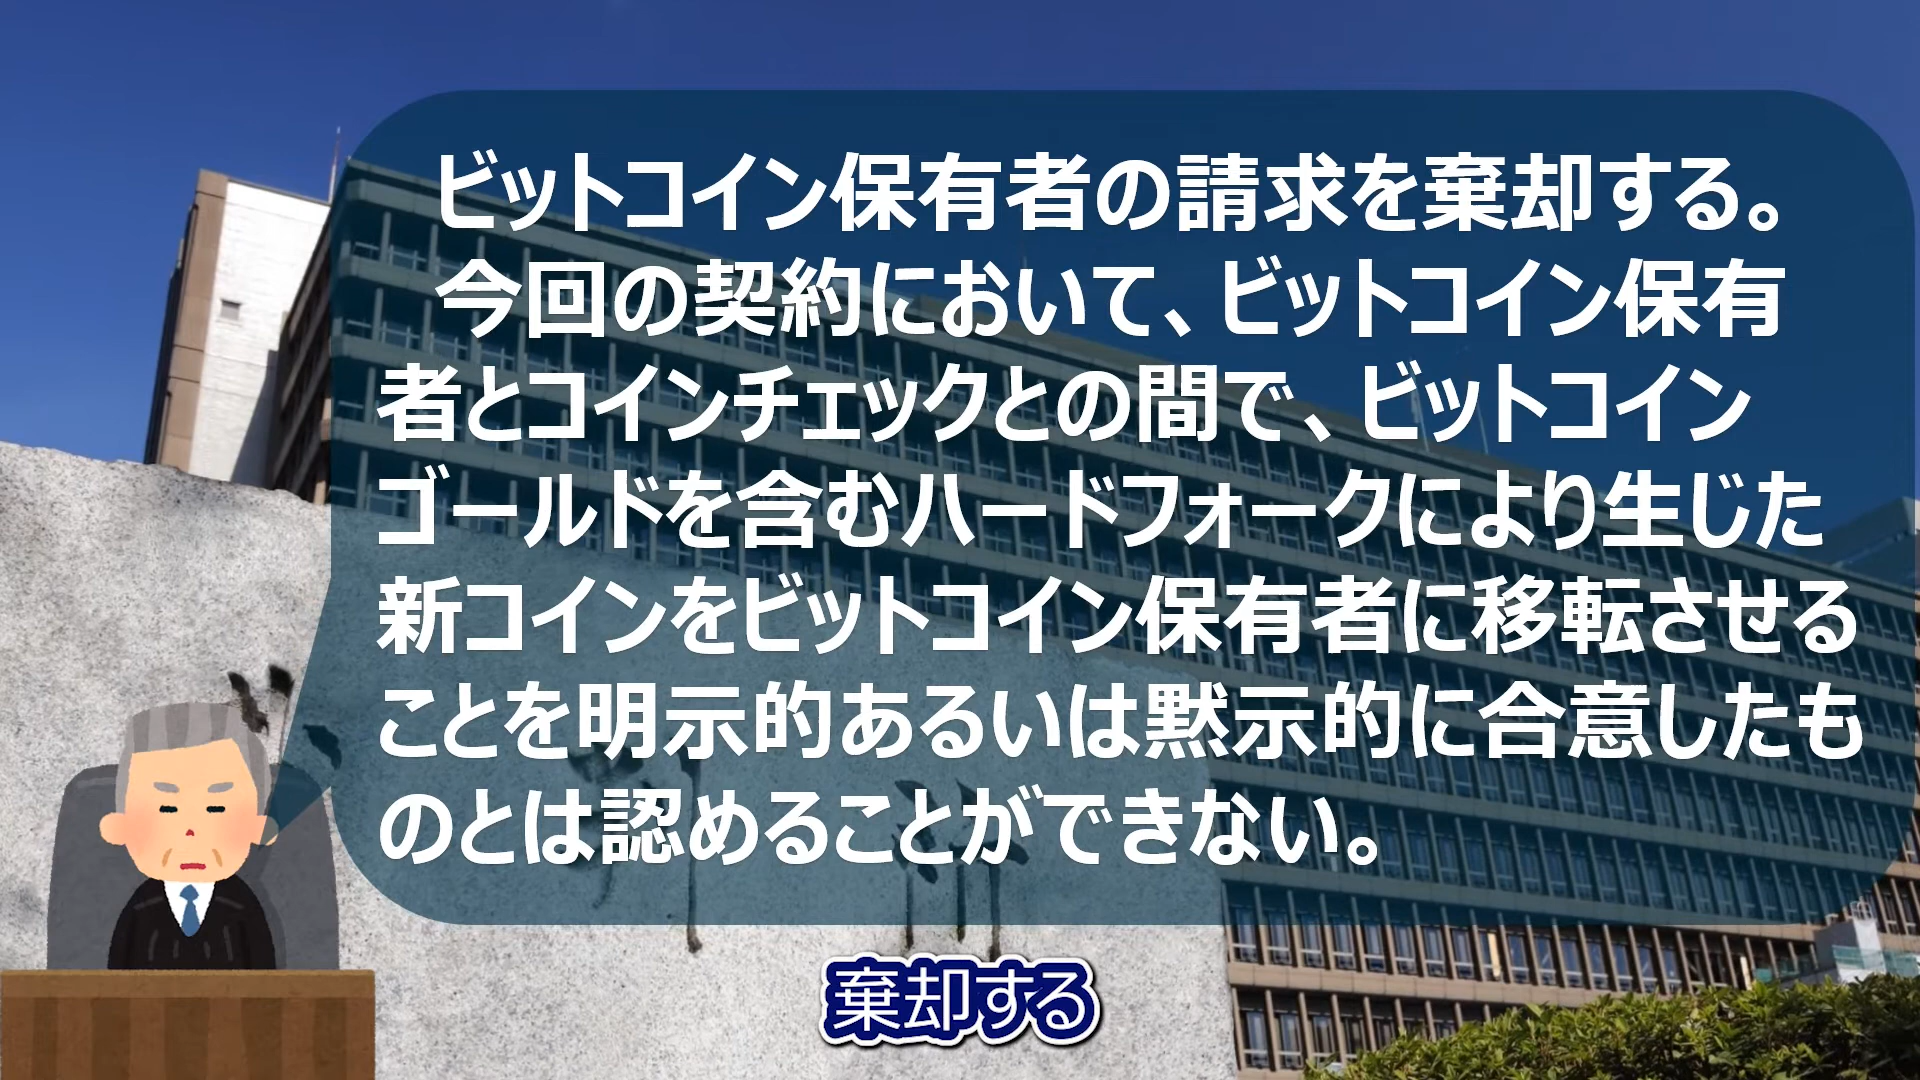 ビットコイン保有者の請求を棄却する。
今回の契約において、ビットコイン保有
者とコインチェックとの間で、ビットコイン
ゴールドを含むハードフォークにより生じた
新コインをビットコイン保有者に移転させる
ことを明示的あるいは黙示的に合意したも
のとは認めることができない。
棄却する